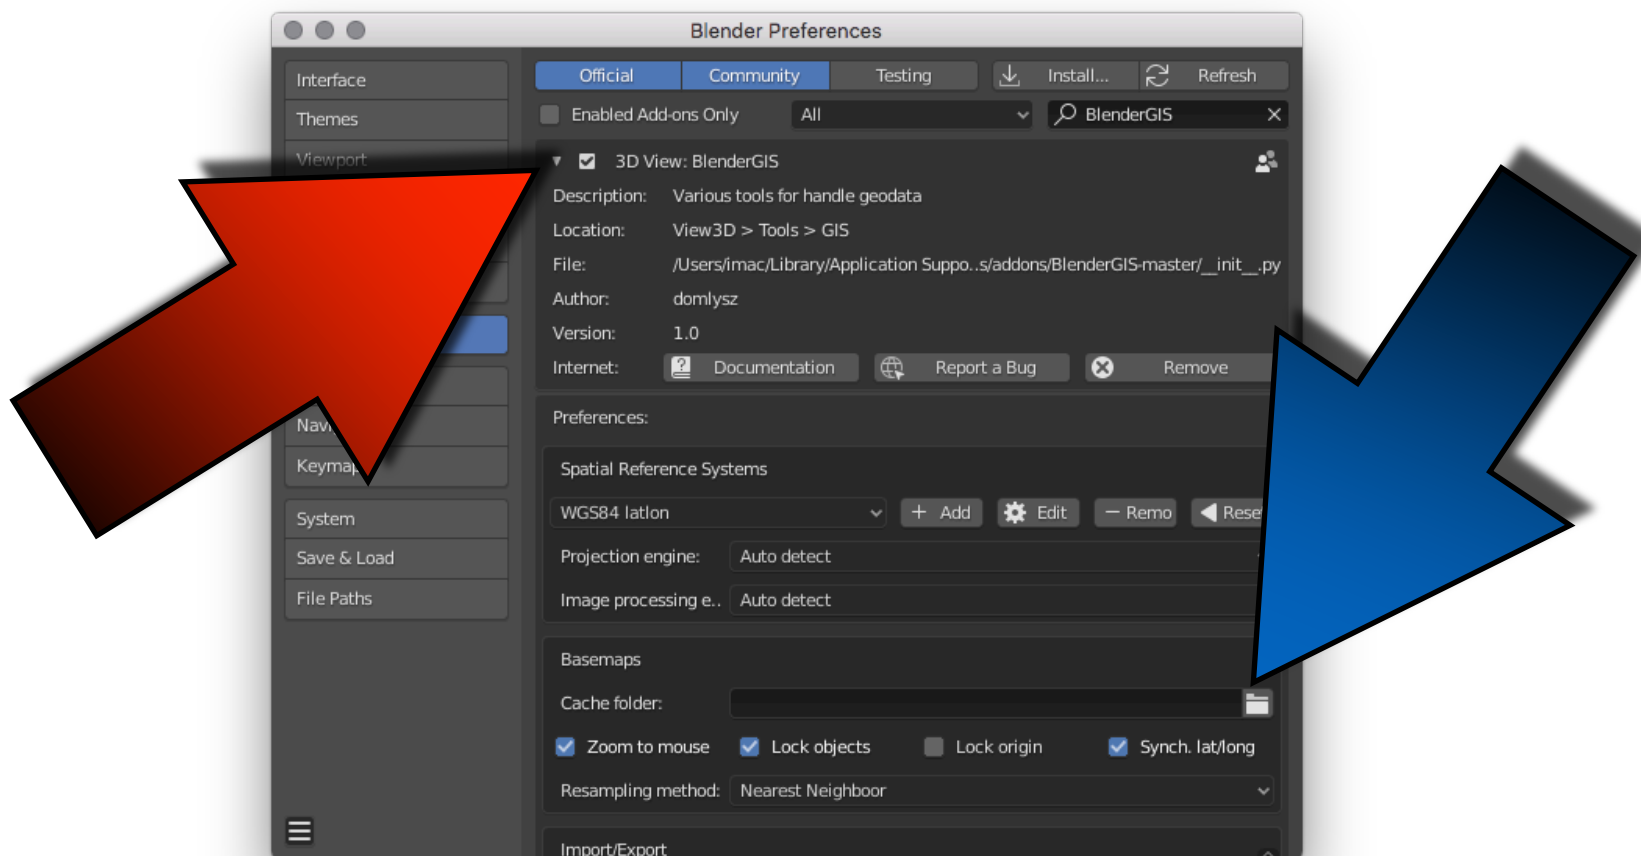 Blender Preferences
Interface
Themes
Viewport
Keymap
System
Save & Load
File Paths
Official Community Testing Install... Refresh
Enabled Add-ons Only All BlenderGIS
3D View: BlenderGIS
Description: Various tools for handle geodata
Location: View3D > Tools > GIS
File: /Users/imac/Library/Application Suppo..s/addons/BlenderGIS-master/__init__.py
Author: domlysz
Version: 1.0
Internet: Documentation Report a Bug Remove
Preferences:
Spatial Reference Systems
WGS84 latlon + Add Edit − Remo Reset
Projection engine: Auto detect
Image processing e.. Auto detect
Basemaps
Cache folder:
Zoom to mouse Lock objects Lock origin Synch. lat/long
Resampling method: Nearest Neighboor
Import/Export